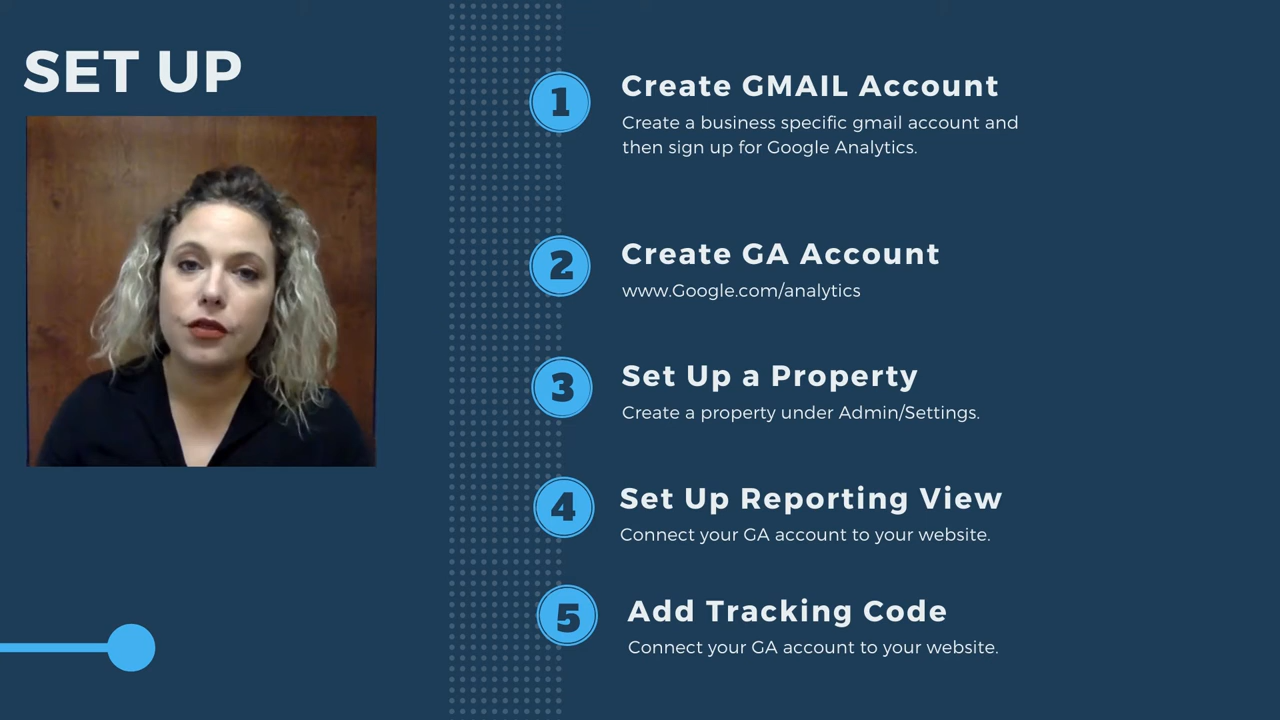 SET UP
1
Create GMAIL Account
Create a business specific gmail account and
then sign up for Google Analytics.
2
Create GA Account
www.Google.com/analytics
3
Set Up a Property
Create a property under Admin/Settings.
4
Set Up Reporting View
Connect your GA account to your website.
5
Add Tracking Code
Connect your GA account to your website.